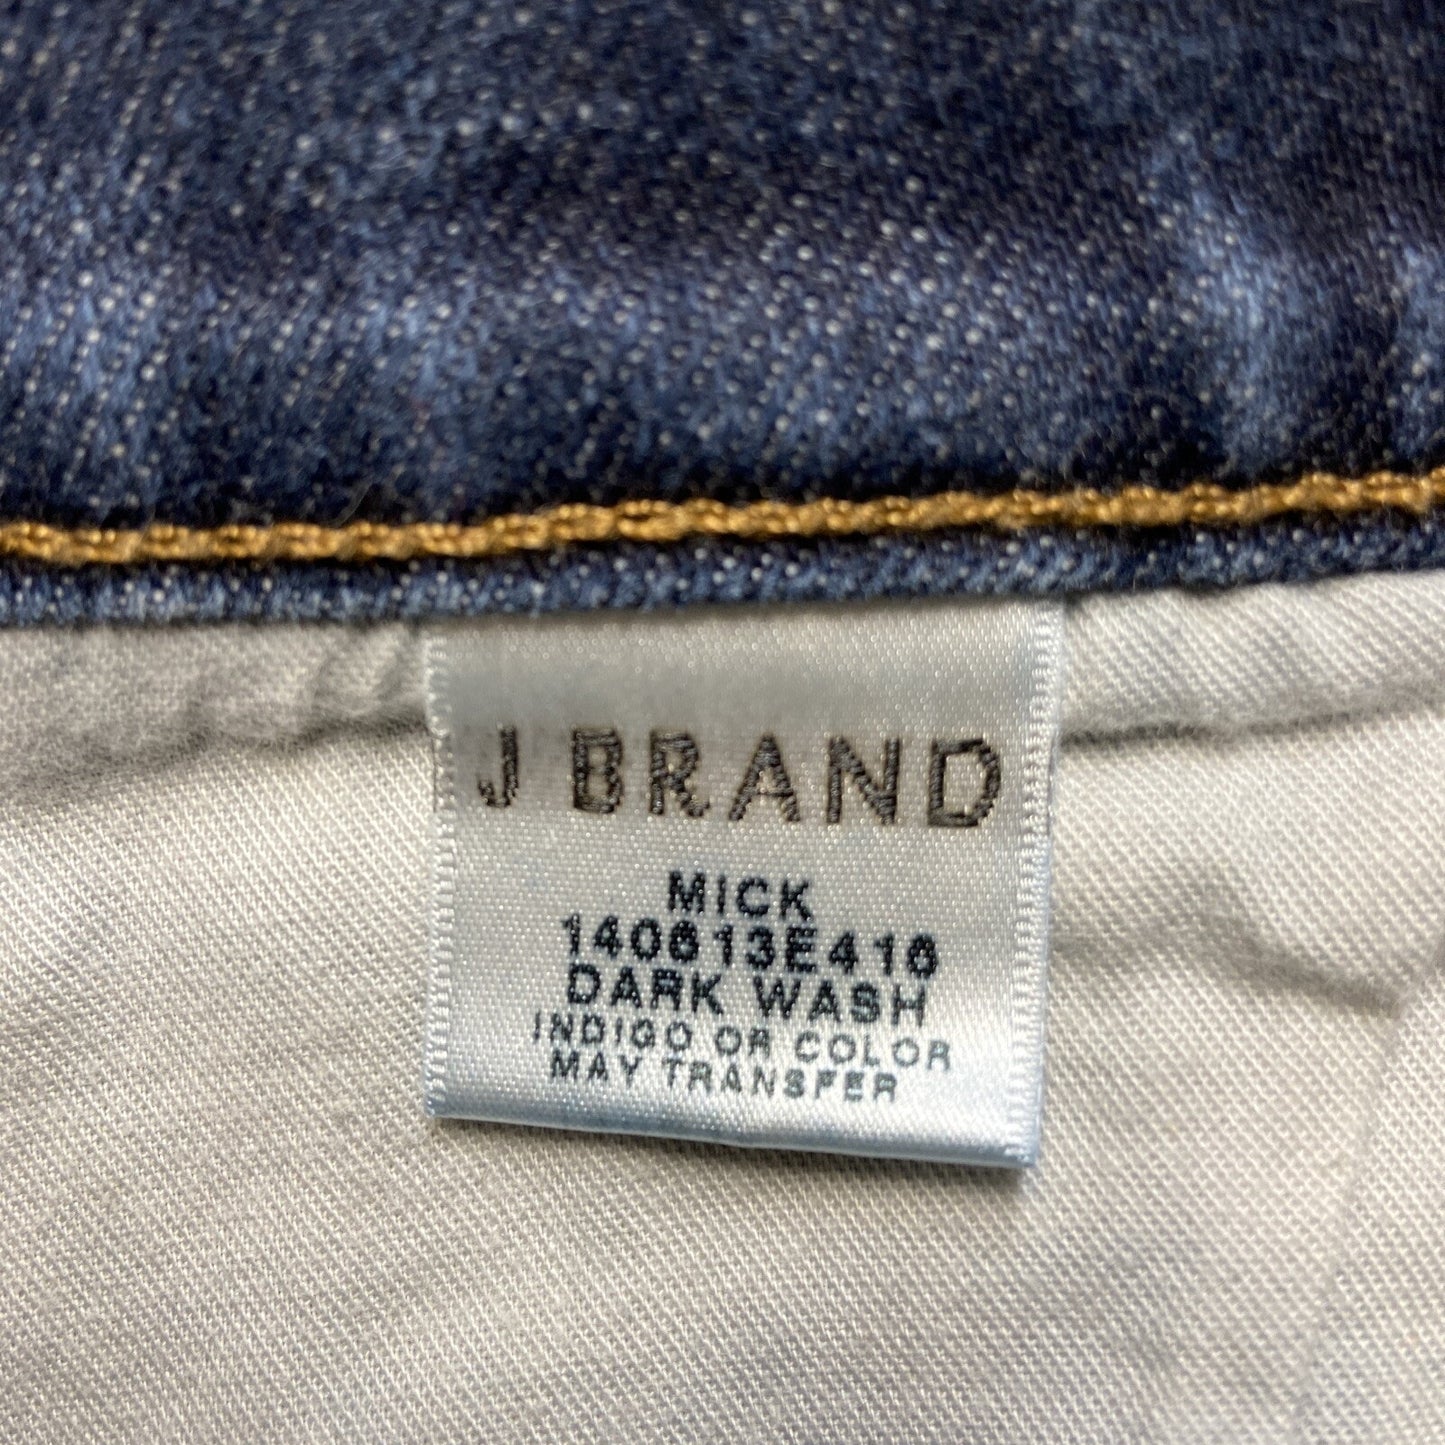 J BRAND
MICK
140613E416
DARK WASH
INDIGO OR COLOR
MAY TRANSFER